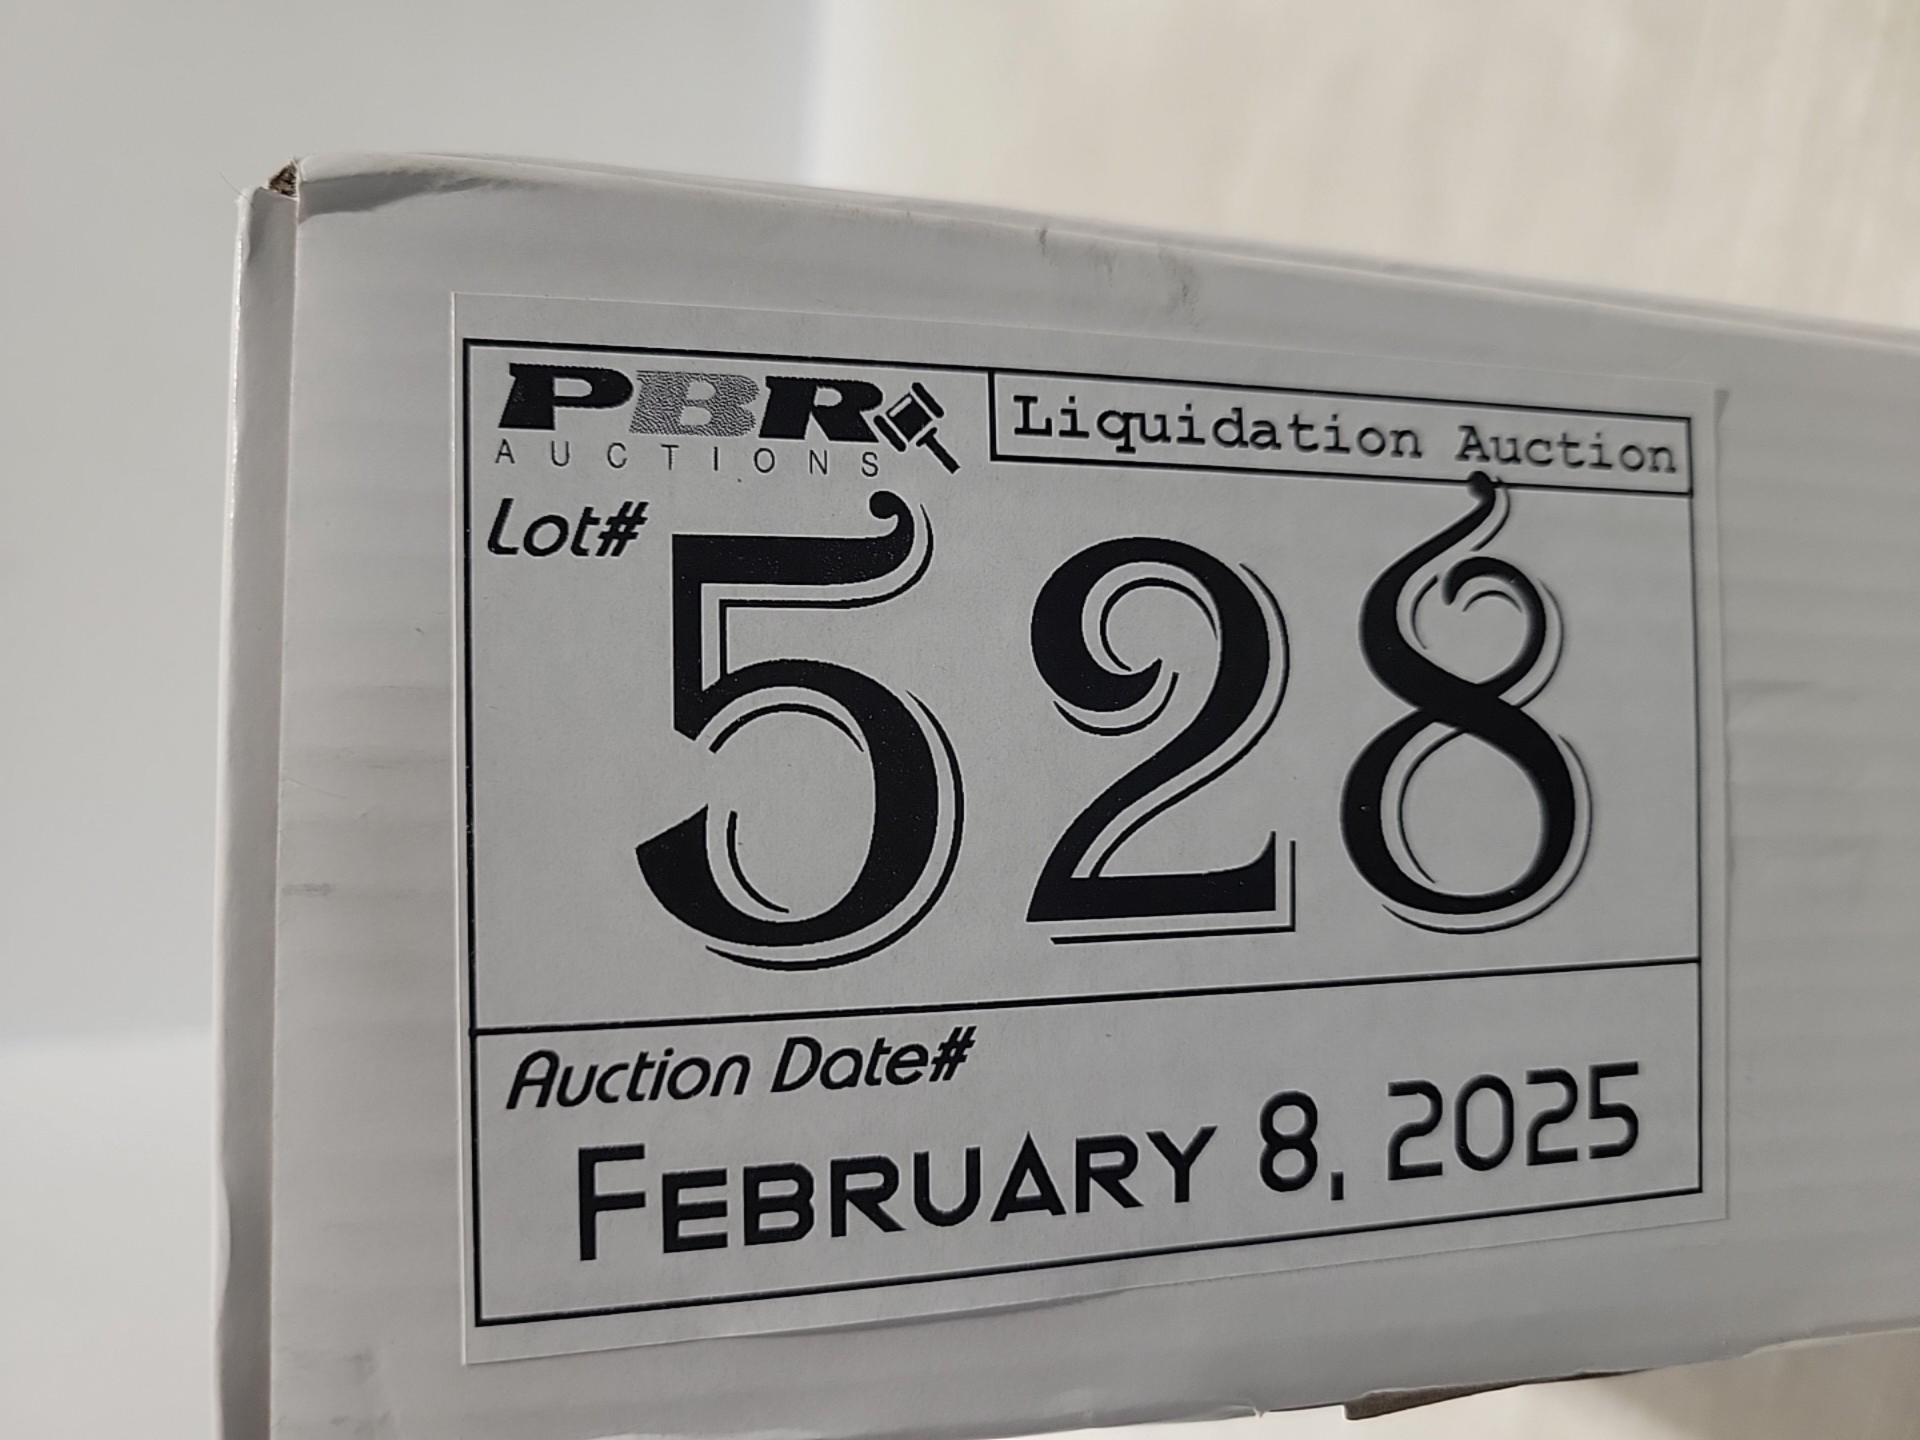 PBR
AUCTIONS
Liquidation Auction
Lot#
528
Auction Date#
FEBRUARY 8, 2025